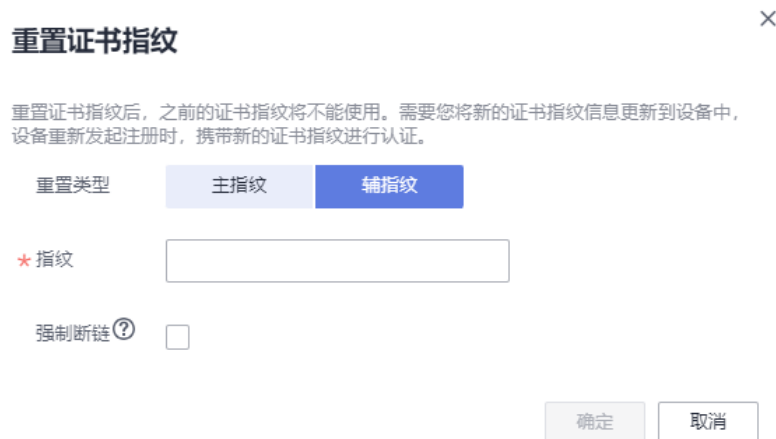 重置证书指纹
重置证书指纹后，之前的证书指纹将不能使用。需要您将新的证书指纹信息更新到设备中，
设备重新发起注册时，携带新的证书指纹进行认证。
重置类型 主指纹 辅指纹
* 指纹
强制断链 ?
确定 取消